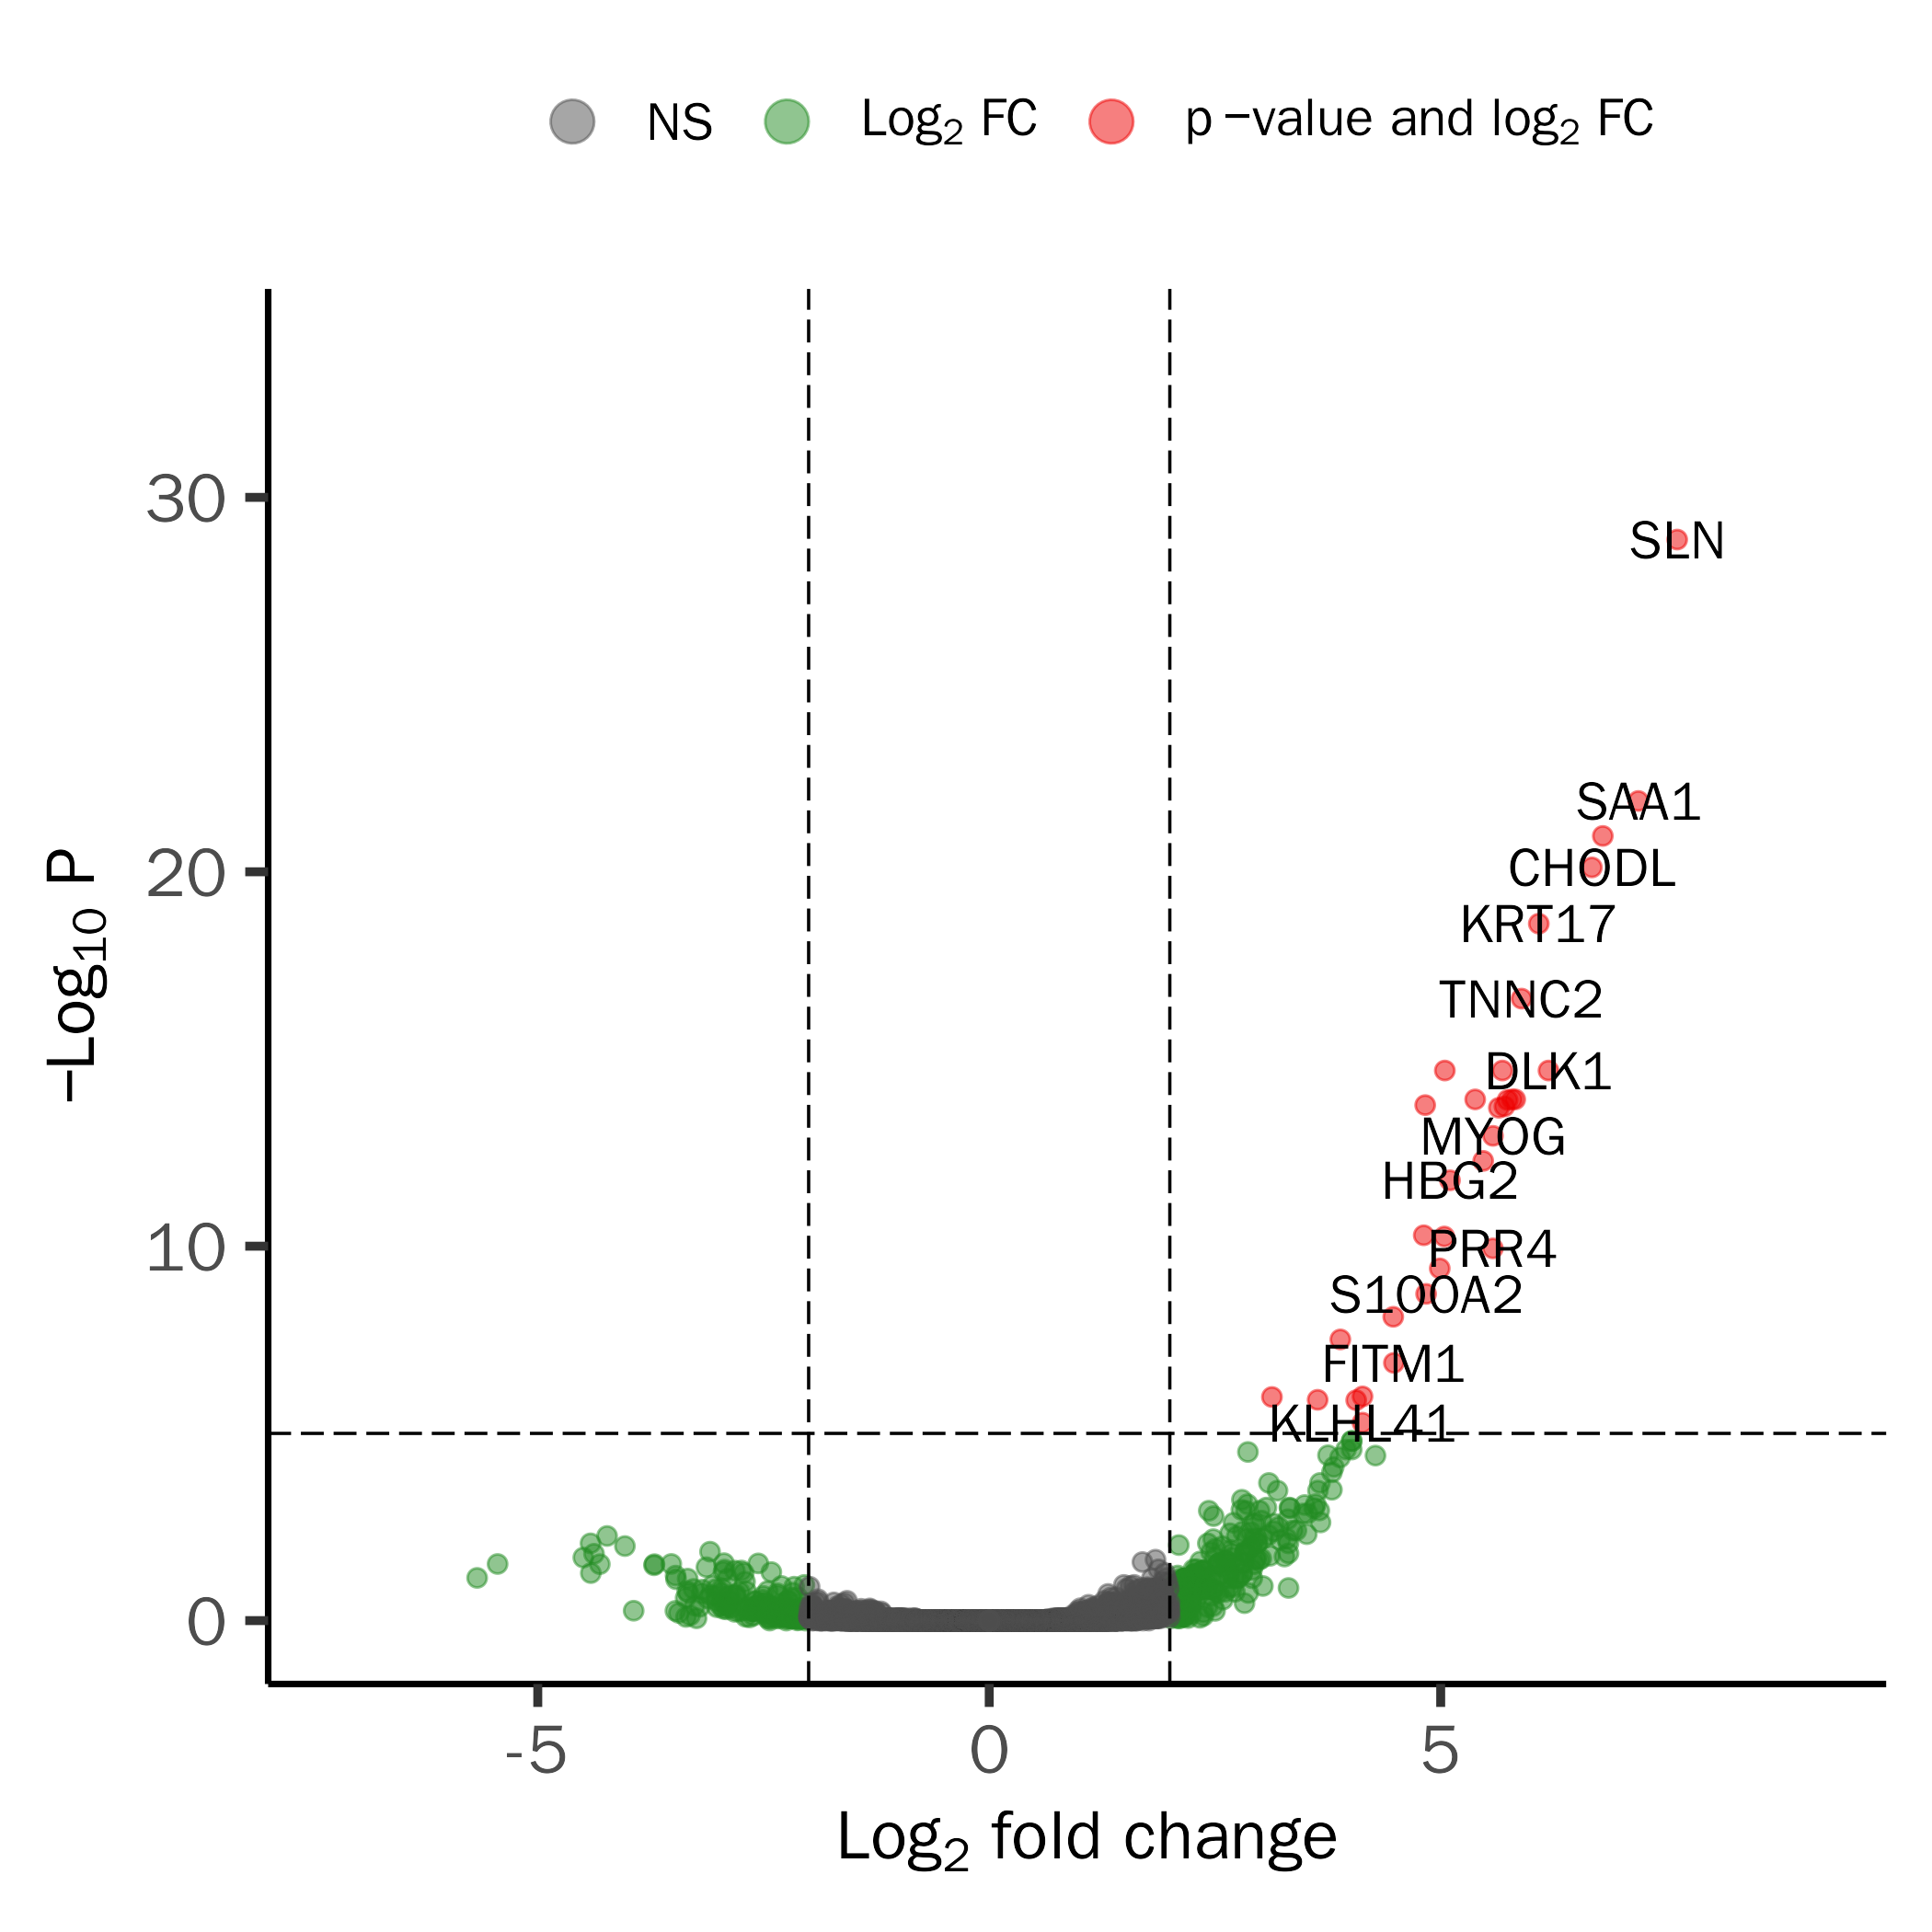 NS Log₂ FC p −value and log₂ FC
−Log₁₀ P
30
20
10
0
SLN
SAA1
CHODL
KRT17
TNNC2
DLK1
MYOG
HBG2
PRR4
S100A2
FITM1
KLHL41
-5 0 5
Log₂ fold change